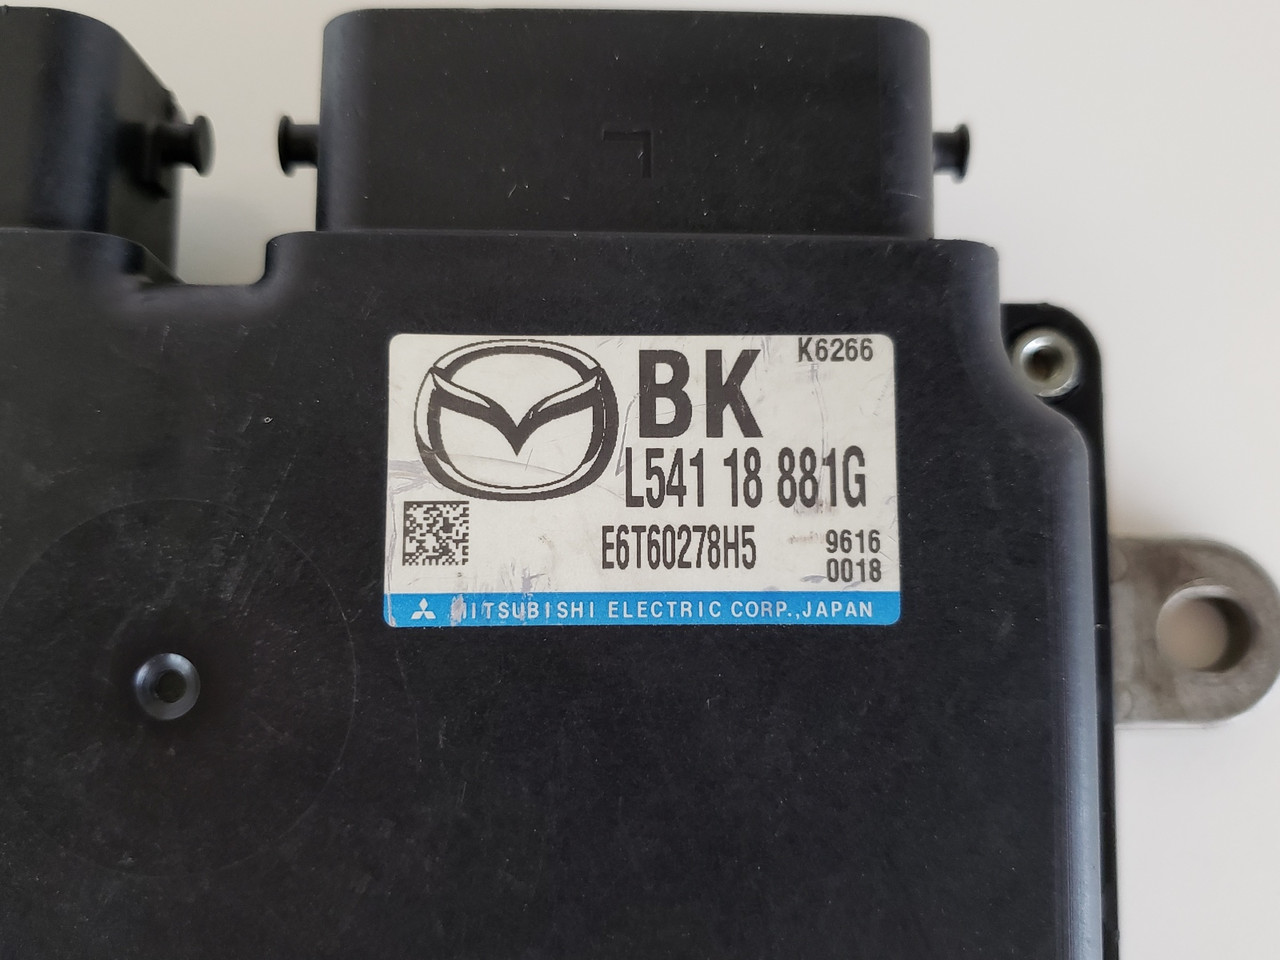 L
BK
K6266
L541 18 881G
E6T60278H5
9616
0018
MITSUBISHI ELECTRIC CORP.,JAPAN